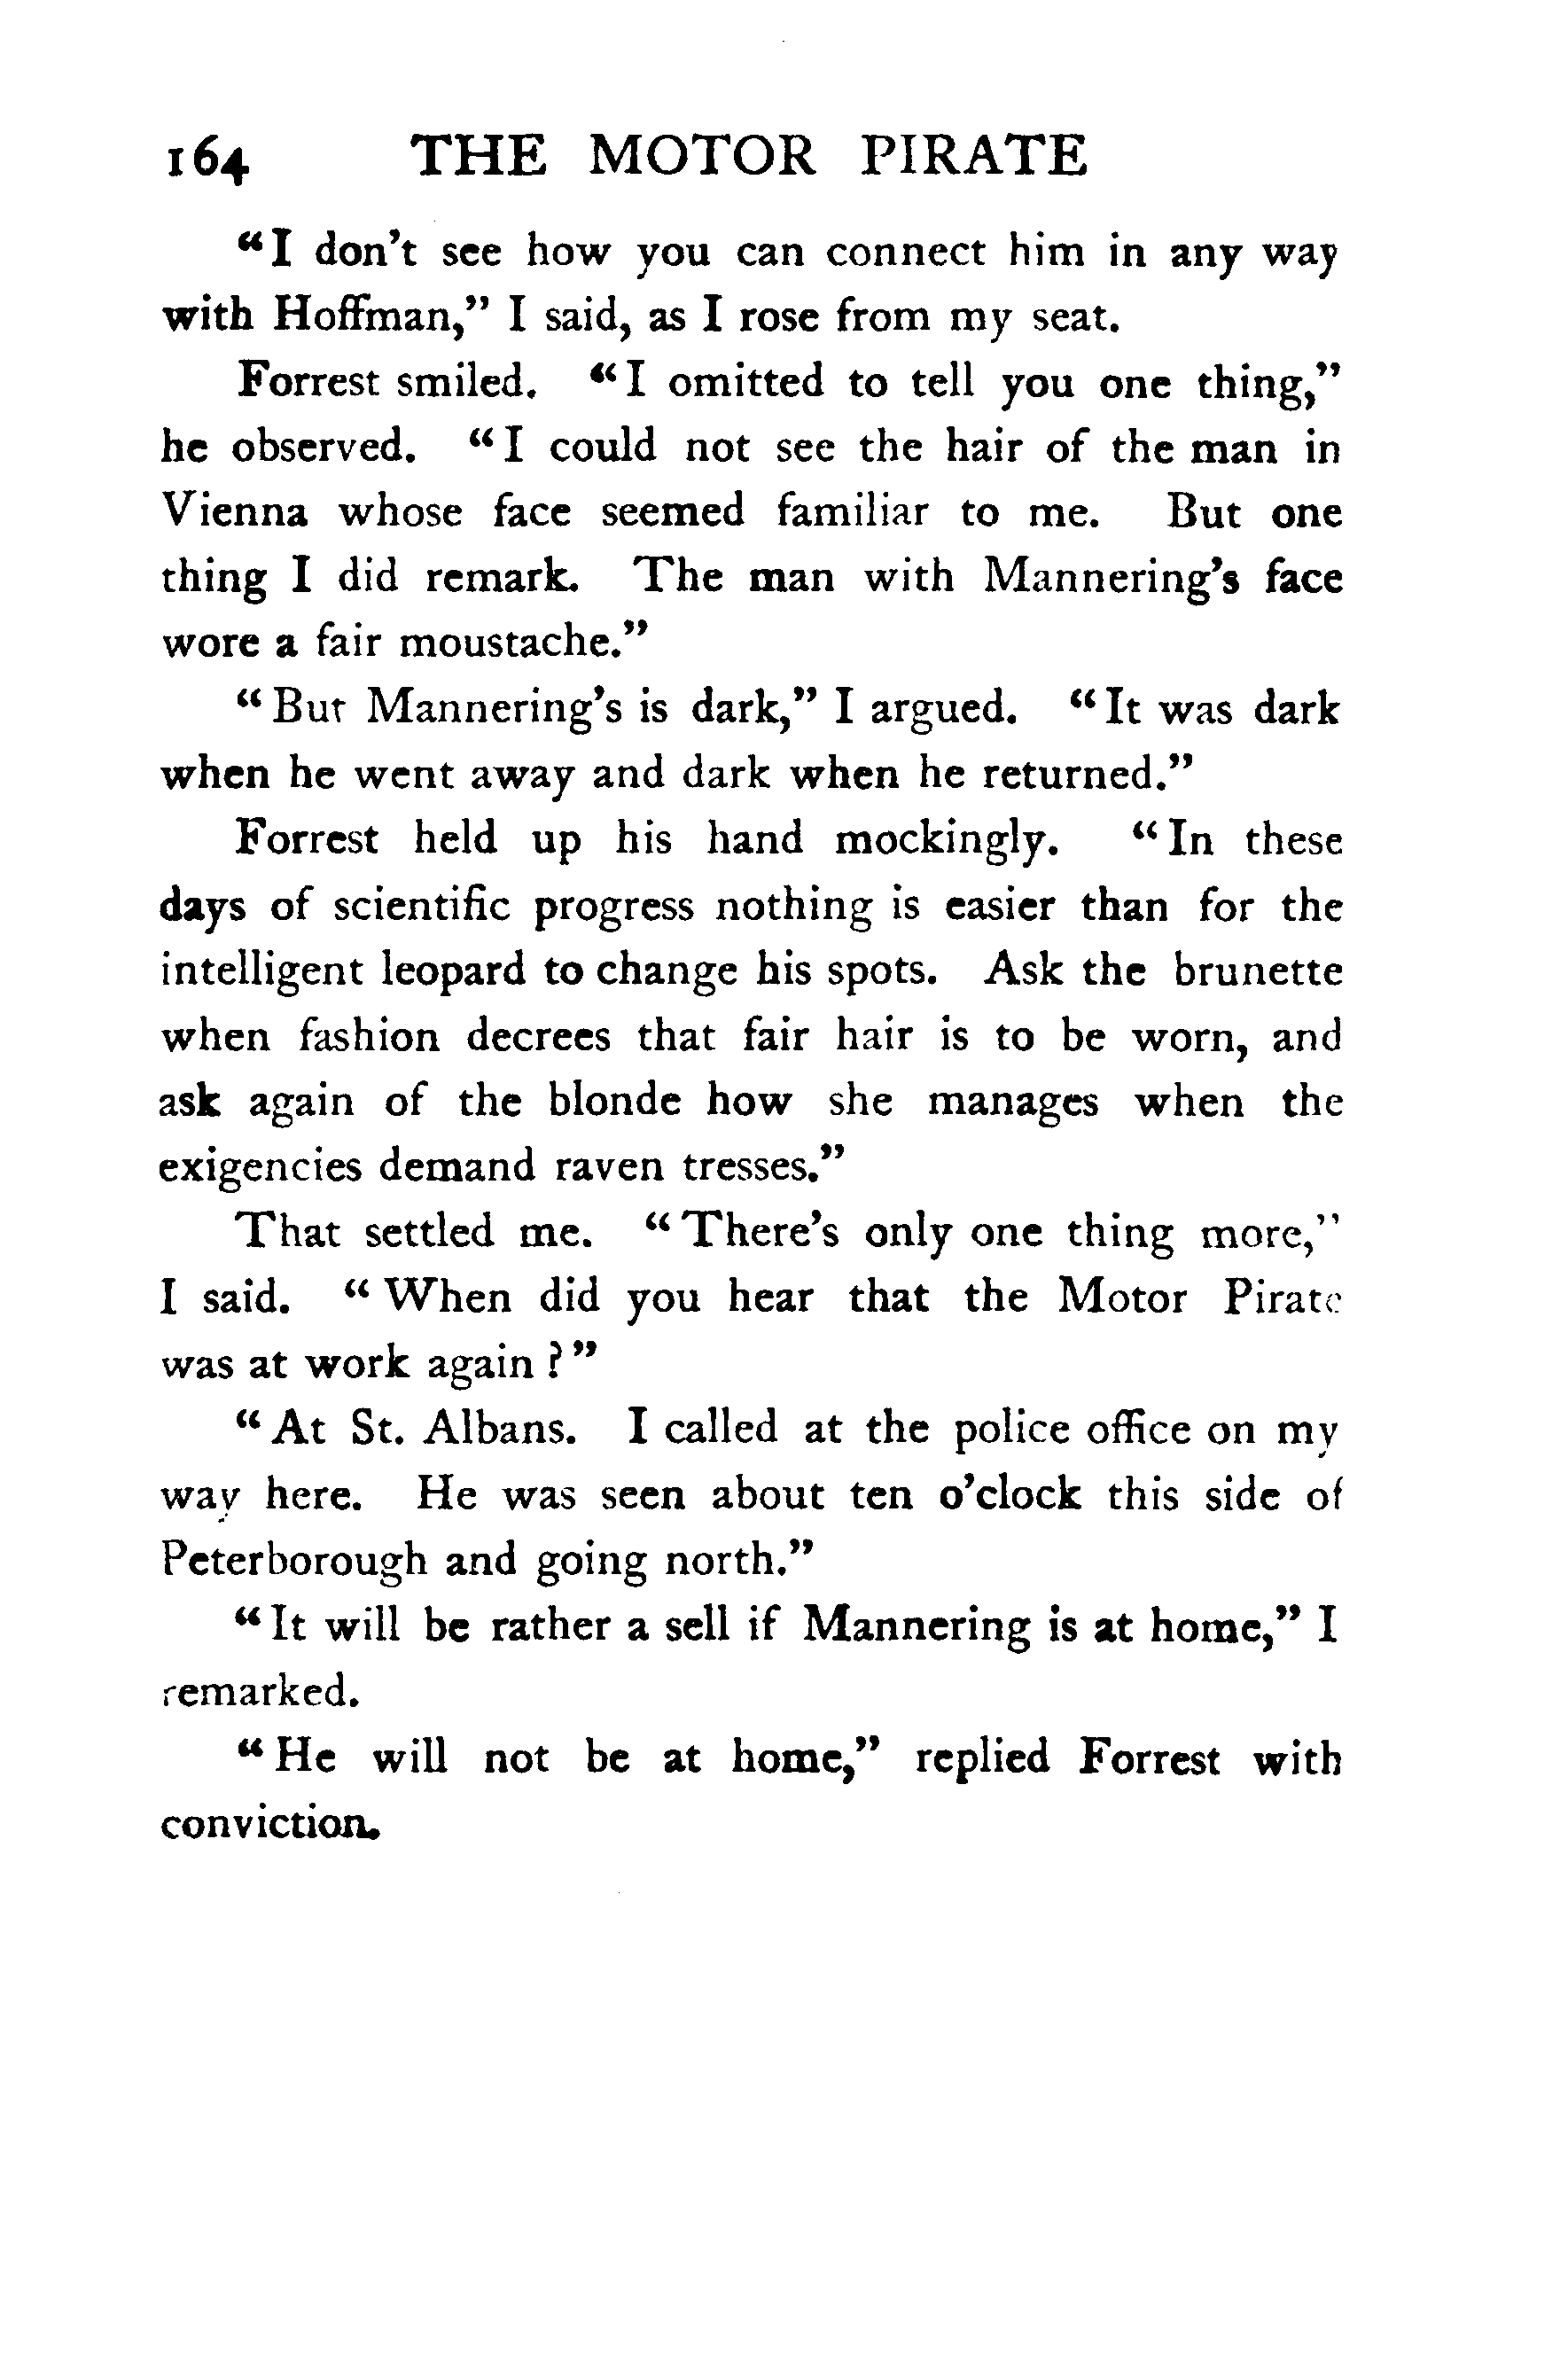 164 THE MOTOR PIRATE
“I don’t see how you can connect him in any way
with Hoffman,” I said, as I rose from my seat.
Forrest smiled. “I omitted to tell you one thing,”
he observed. “I could not see the hair of the man in
Vienna whose face seemed familiar to me. But one
thing I did remark. The man with Mannering’s face
wore a fair moustache.”
“But Mannering’s is dark,” I argued. “It was dark
when he went away and dark when he returned.”
Forrest held up his hand mockingly. “In these
days of scientific progress nothing is easier than for the
intelligent leopard to change his spots. Ask the brunette
when fashion decrees that fair hair is to be worn, and
ask again of the blonde how she manages when the
exigencies demand raven tresses.”
That settled me. “There’s only one thing more,”
I said. “When did you hear that the Motor Pirate
was at work again?”
“At St. Albans. I called at the police office on my
way here. He was seen about ten o’clock this side of
Peterborough and going north.”
“It will be rather a sell if Mannering is at home,” I
remarked.
“He will not be at home,” replied Forrest with
conviction.